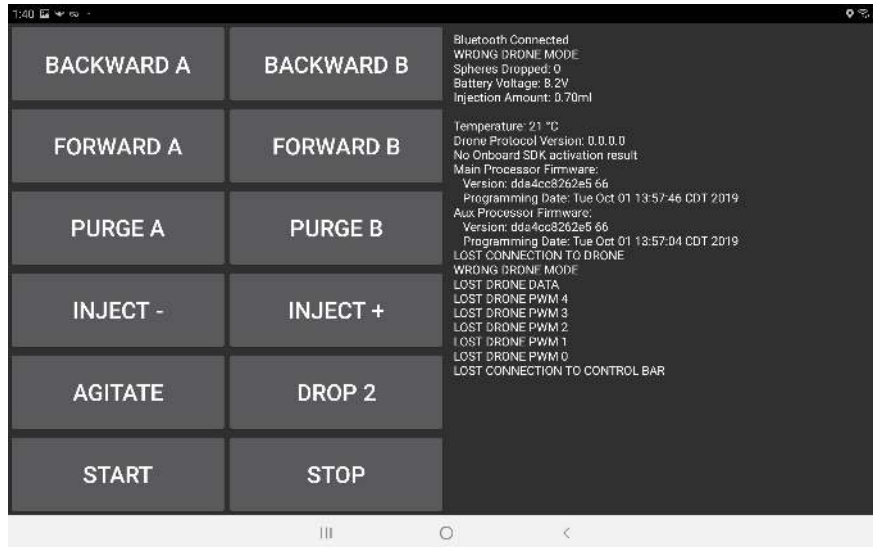 1:40
BACKWARD A
BACKWARD B
FORWARD A
FORWARD B
PURGE A
PURGE B
INJECT -
INJECT +
AGITATE
DROP 2
START
STOP
Bluetooth Connected
WRONG DRONE MODE
Spheres Dropped: 0
Battery Voltage: 8.2V
Injection Amount: 0.70ml
Temperature: 21 °C
Drone Protocol Version: 0.0.0.0
No Onboard SDK activation result
Main Processor Firmware:
Version: dda4cc8262e5 66
Programming Date: Tue Oct 01 13:57:46 CDT 2019
Aux Processor Firmware:
Version: dda4cc8262e5 66
Programming Date: Tue Oct 01 13:57:04 CDT 2019
LOST CONNECTION TO DRONE
WRONG DRONE MODE
LOST DRONE DATA
LOST DRONE PWM 4
LOST DRONE PWM 3
LOST DRONE PWM 2
LOST DRONE PWM 1
LOST DRONE PWM 0
LOST CONNECTION TO CONTROL BAR